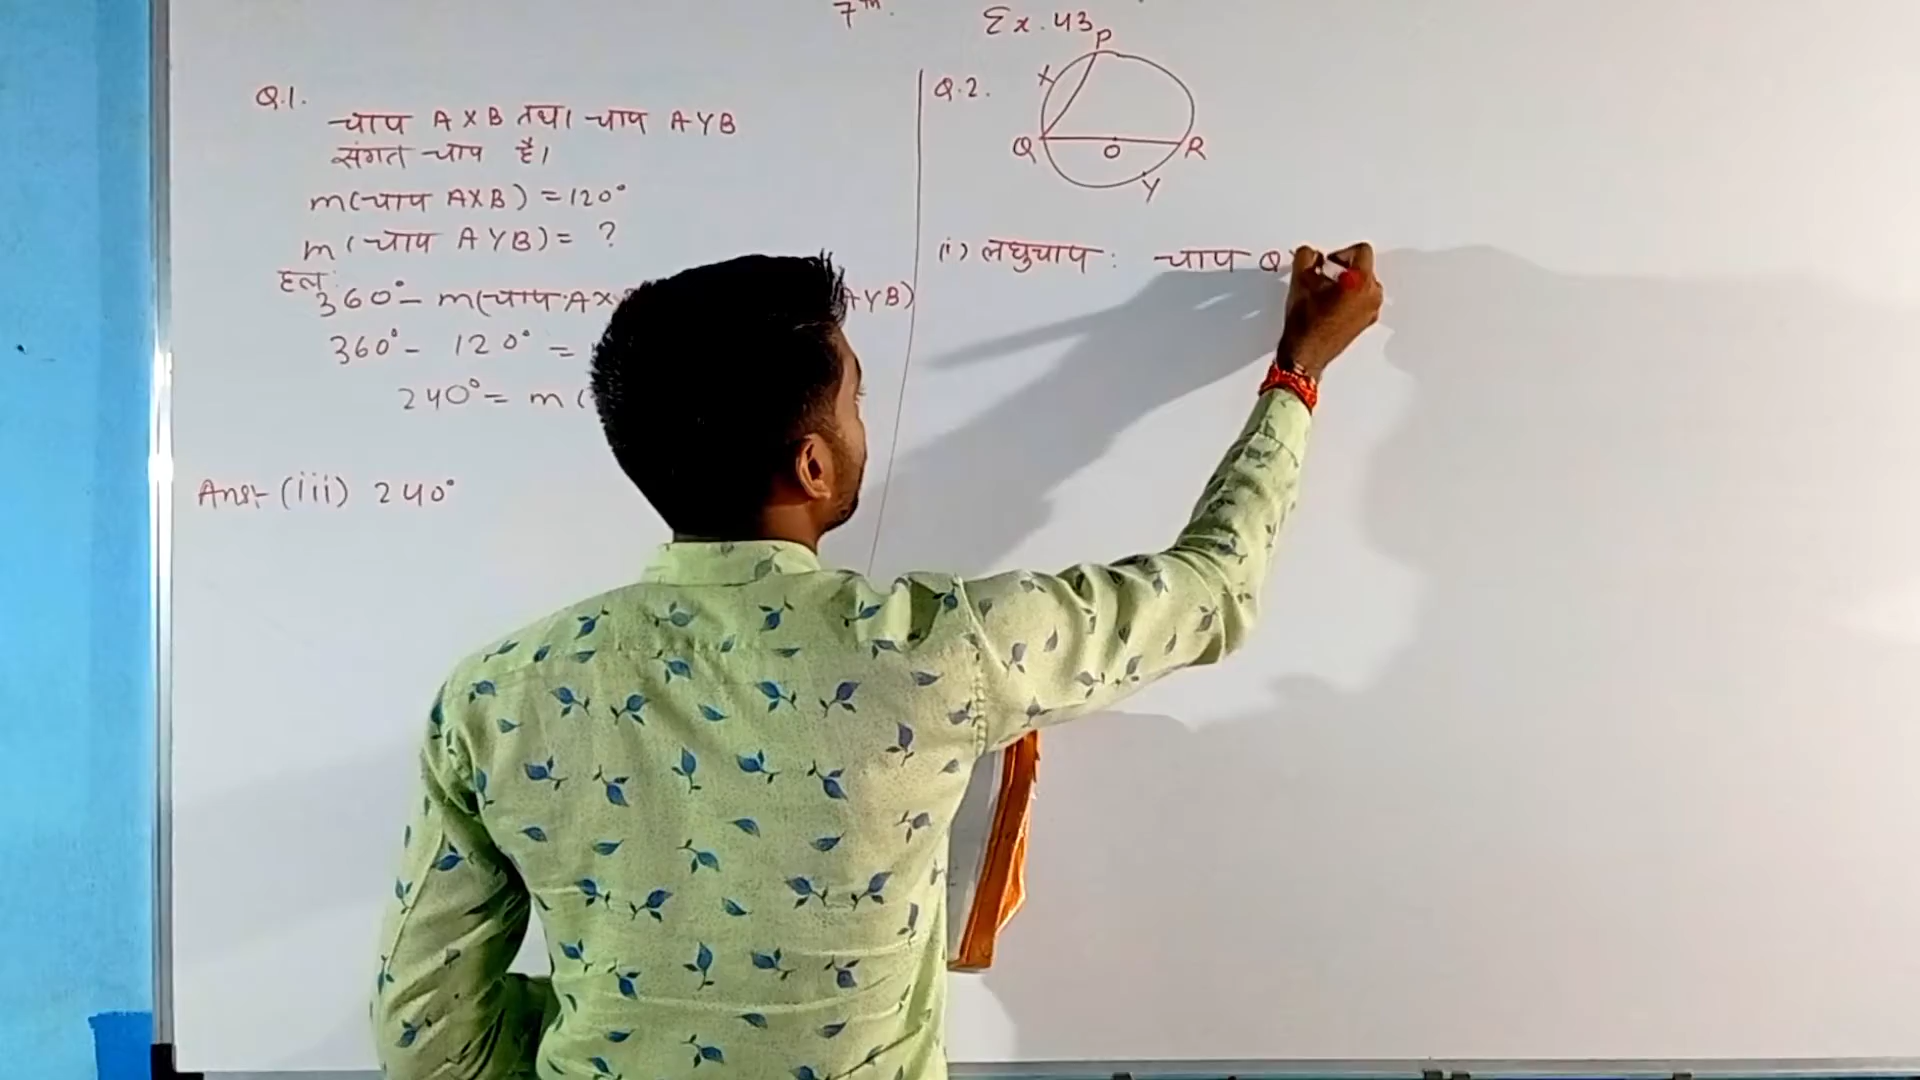 7th.
Ex. 43
Q.1.
चाप AXB तथा चाप AYB
संगत चाप है।
m(चाप AXB) = 120°
m(चाप AYB) = ?
हल:
360° - m(चाप AX AYB)
360° - 120° =
240° = m(
Ans:- (iii) 240°
Q.2.
P
X
Q O R
Y
(i) लघुचाप : चाप Q